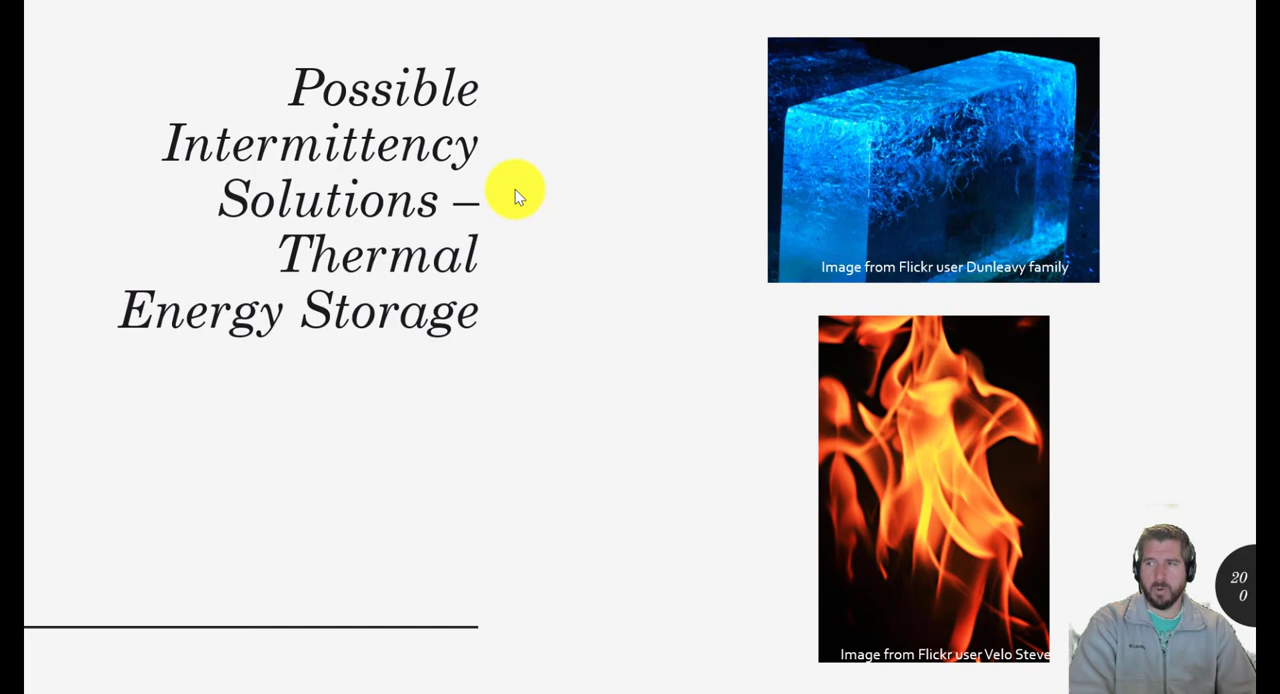 Possible
Intermittency
Solutions –
Thermal
Energy Storage
Image from Flickr user Dunleavy family
Image from Flickr user Velo Steve
20
0